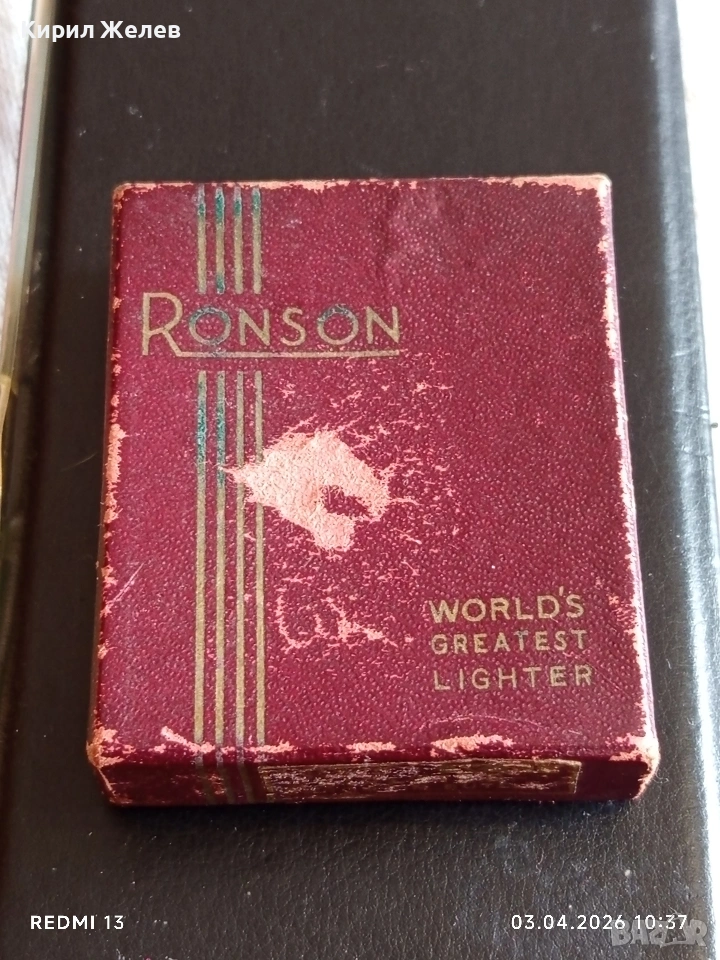 Кирил Желев
RONSON
WORLD'S
GREATEST
LIGHTER
REDMI 13
03.04.2026 10:37